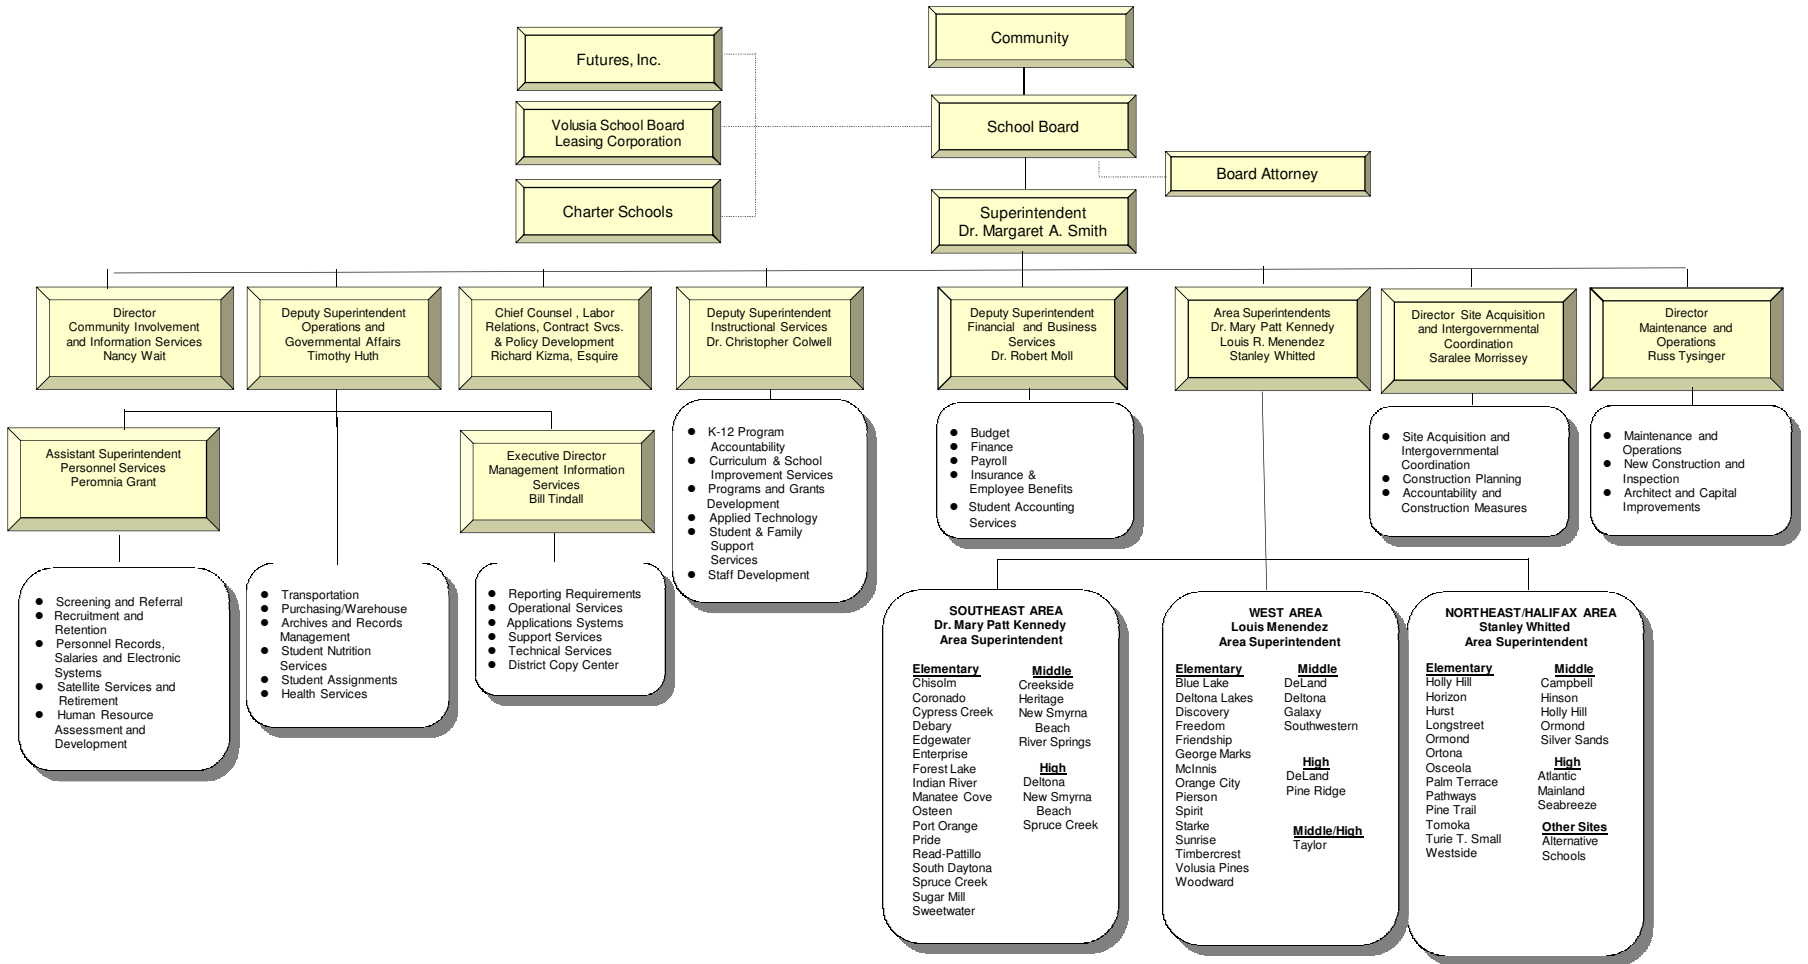 Community
Futures, Inc.
Volusia School Board
Leasing Corporation
School Board
Board Attorney
Charter Schools
Superintendent
Dr. Margaret A. Smith
Director
Community Involvement
and Information Services
Nancy Wait
Deputy Superintendent
Operations and
Governmental Affairs
Timothy Huth
Chief Counsel , Labor
Relations, Contract Svcs.
& Policy Development
Richard Kizma, Esquire
Deputy Superintendent
Instructional Services
Dr. Christopher Colwell
Deputy Superintendent
Financial and Business
Services
Dr. Robert Moll
Area Superintendents
Dr. Mary Patt Kennedy
Louis R. Menendez
Stanley Whitted
Director Site Acquisition
and Intergovernmental
Coordination
Saralee Morrissey
Director
Maintenance and
Operations
Russ Tysinger
Assistant Superintendent
Personnel Services
Peromnia Grant
Executive Director
Management Information
Services
Bill Tindall
● K-12 Program
Accountability
● Curriculum & School
Improvement Services
● Programs and Grants
Development
● Applied Technology
● Student & Family
Support
Services
● Staff Development
● Budget
● Finance
● Payroll
● Insurance &
Employee Benefits
● Student Accounting
Services
● Site Acquisition and
Intergovernmental
Coordination
● Construction Planning
● Accountability and
Construction Measures
● Maintenance and
Operations
● New Construction and
Inspection
● Architect and Capital
Improvements
● Screening and Referral
● Recruitment and
Retention
● Personnel Records,
Salaries and Electronic
Systems
● Satellite Services and
Retirement
● Human Resource
Assessment and
Development
● Transportation
● Purchasing/Warehouse
● Archives and Records
Management
● Student Nutrition
Services
● Student Assignments
● Health Services
● Reporting Requirements
● Operational Services
● Applications Systems
● Support Services
● Technical Services
● District Copy Center
SOUTHEAST AREA
Dr. Mary Patt Kennedy
Area Superintendent
Elementary
Chisolm
Coronado
Cypress Creek
Debary
Edgewater
Enterprise
Forest Lake
Indian River
Manatee Cove
Osteen
Port Orange
Pride
Read-Pattillo
South Daytona
Spruce Creek
Sugar Mill
Sweetwater
Middle
Creekside
Heritage
New Smyrna
Beach
River Springs
High
Deltona
New Smyrna
Beach
Spruce Creek
WEST AREA
Louis Menendez
Area Superintendent
Elementary
Blue Lake
Deltona Lakes
Discovery
Freedom
Friendship
George Marks
McInnis
Orange City
Pierson
Spirit
Starke
Sunrise
Timbercrest
Volusia Pines
Woodward
Middle
DeLand
Deltona
Galaxy
Southwestern
High
DeLand
Pine Ridge
Middle/High
Taylor
NORTHEAST/HALIFAX AREA
Stanley Whitted
Area Superintendent
Elementary
Holly Hill
Horizon
Hurst
Longstreet
Ormond
Ortona
Osceola
Palm Terrace
Pathways
Pine Trail
Tomoka
Turie T. Small
Westside
Middle
Campbell
Hinson
Holly Hill
Ormond
Silver Sands
High
Atlantic
Mainland
Seabreeze
Other Sites
Alternative
Schools